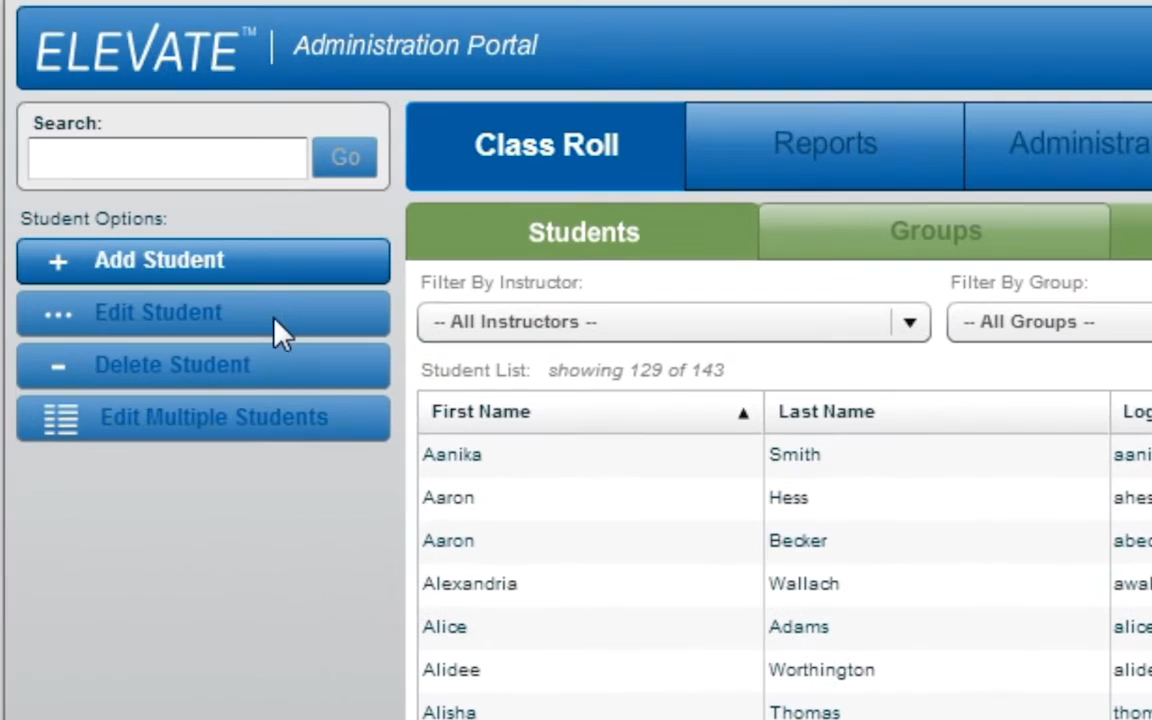 ELEVATE™ | Administration Portal
Search:
Go
Student Options:
+ Add Student
... Edit Student
- Delete Student
Edit Multiple Students
Class Roll
Reports
Students
Groups
Filter By Instructor:
Filter By Group:
-- All Instructors --
-- All Groups --
Student List: showing 129 of 143
First Name ▲ Last Name
Aanika Smith
Aaron Hess
Aaron Becker
Alexandria Wallach
Alice Adams
Alidee Worthington
Alisha Thomas